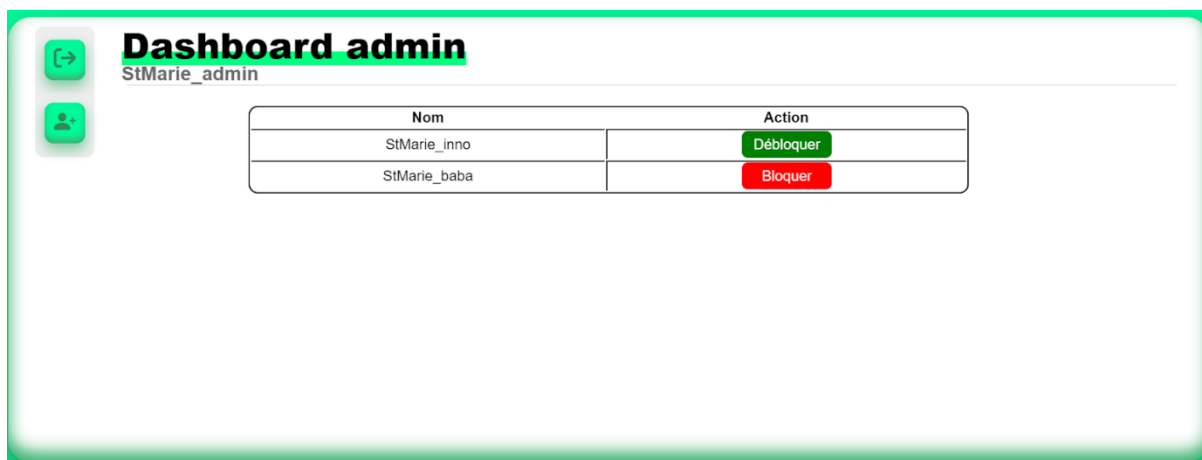 Dashboard admin
StMarie_admin
Nom Action
StMarie_inno Débloquer
StMarie_baba Bloquer